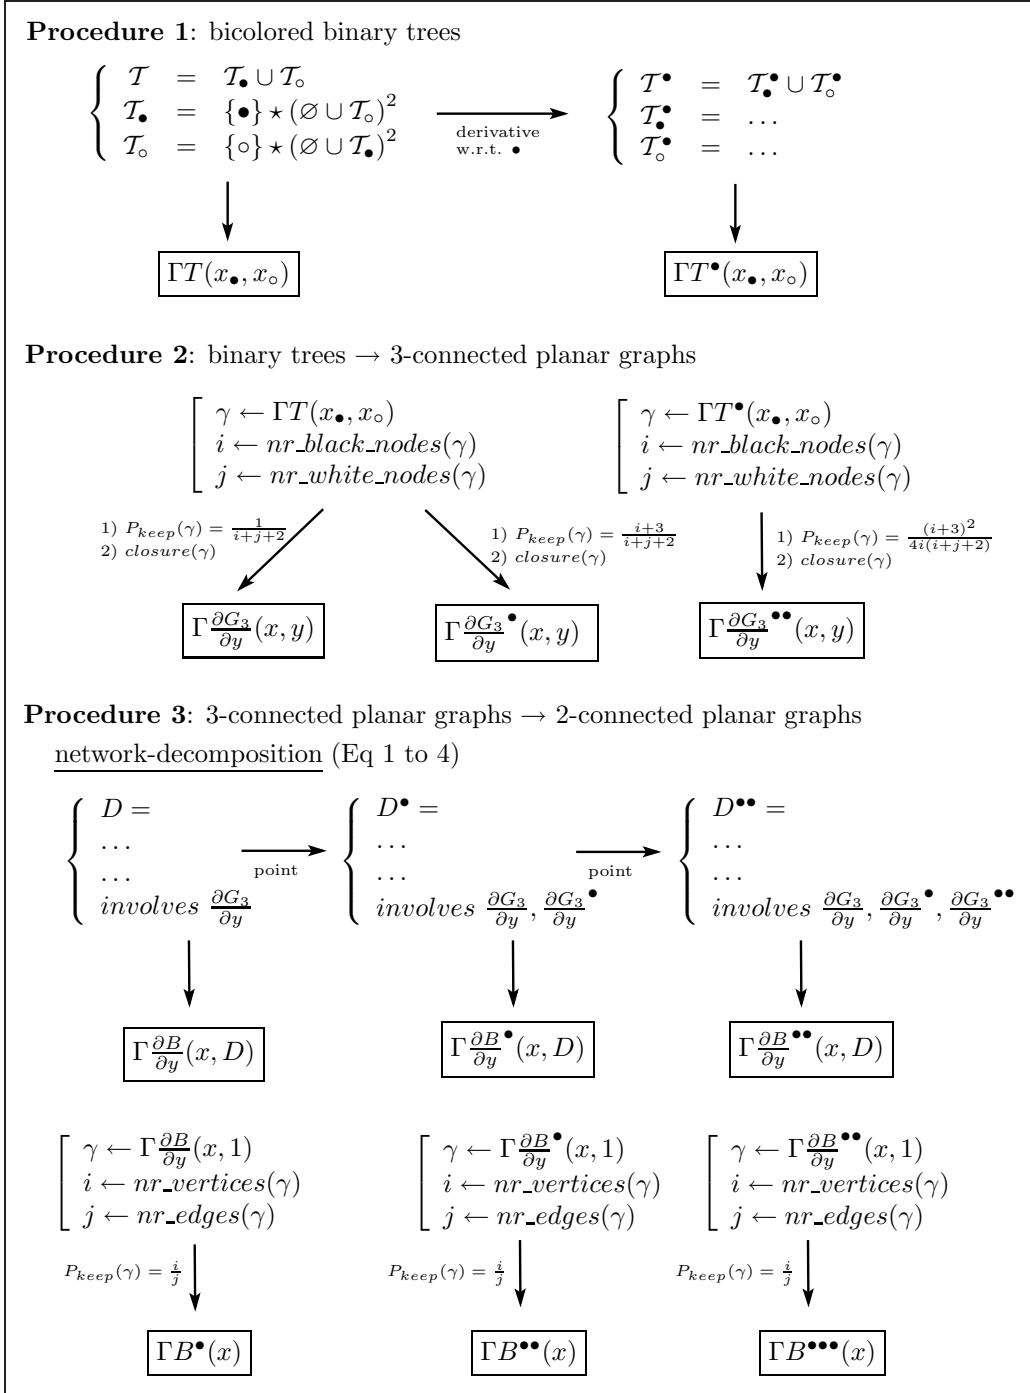 Procedure 1: bicolored binary trees
𝒯 = 𝒯● ∪ 𝒯○
𝒯● = {●} ⋆ (∅ ∪ 𝒯○)²
𝒯○ = {○} ⋆ (∅ ∪ 𝒯●)²
derivative
w.r.t. ●
𝒯^● = 𝒯●^● ∪ 𝒯○^●
𝒯●^● = ...
𝒯○^● = ...
ΓT(x●, x○)
ΓT^●(x●, x○)
Procedure 2: binary trees → 3-connected planar graphs
γ ← ΓT(x●, x○)
i ← nr_black_nodes(γ)
j ← nr_white_nodes(γ)
γ ← ΓT^●(x●, x○)
i ← nr_black_nodes(γ)
j ← nr_white_nodes(γ)
1) P_keep(γ) = 1/(i+j+2)
2) closure(γ)
1) P_keep(γ) = (i+3)/(i+j+2)
2) closure(γ)
1) P_keep(γ) = (i+3)²/(4i(i+j+2))
2) closure(γ)
Γ ∂G₃/∂y (x, y)
Γ ∂G₃/∂y^● (x, y)
Γ ∂G₃/∂y^●● (x, y)
Procedure 3: 3-connected planar graphs → 2-connected planar graphs
network-decomposition (Eq 1 to 4)
D =
...
...
involves ∂G₃/∂y
point
D^● =
...
...
involves ∂G₃/∂y, ∂G₃/∂y^●
point
D^●● =
...
...
involves ∂G₃/∂y, ∂G₃/∂y^●, ∂G₃/∂y^●●
Γ ∂B/∂y (x, D)
Γ ∂B/∂y^● (x, D)
Γ ∂B/∂y^●● (x, D)
γ ← Γ ∂B/∂y (x, 1)
i ← nr_vertices(γ)
j ← nr_edges(γ)
γ ← Γ ∂B/∂y^● (x, 1)
i ← nr_vertices(γ)
j ← nr_edges(γ)
γ ← Γ ∂B/∂y^●● (x, 1)
i ← nr_vertices(γ)
j ← nr_edges(γ)
P_keep(γ) = i/j
P_keep(γ) = i/j
P_keep(γ) = i/j
ΓB^●(x)
ΓB^●●(x)
ΓB^●●●(x)